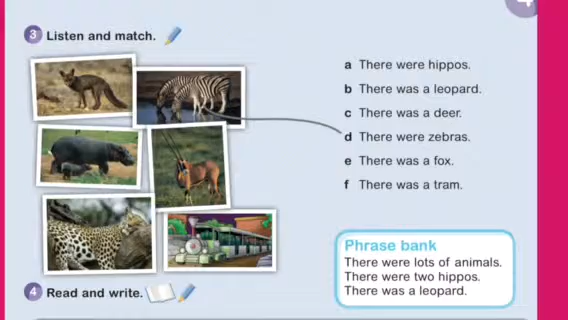 3 Listen and match.
a There were hippos.
b There was a leopard.
c There was a deer.
d There were zebras.
e There was a fox.
f There was a tram.
Phrase bank
There were lots of animals.
There were two hippos.
There was a leopard.
4 Read and write.